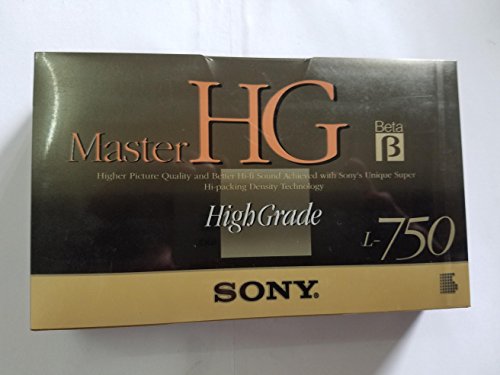 Master HG
Beta
β
Higher Picture Quality and Better Hi-fi Sound Achieved with Sony's Unique Super
Hi-packing Density Technology
High Grade
L-750
SONY®